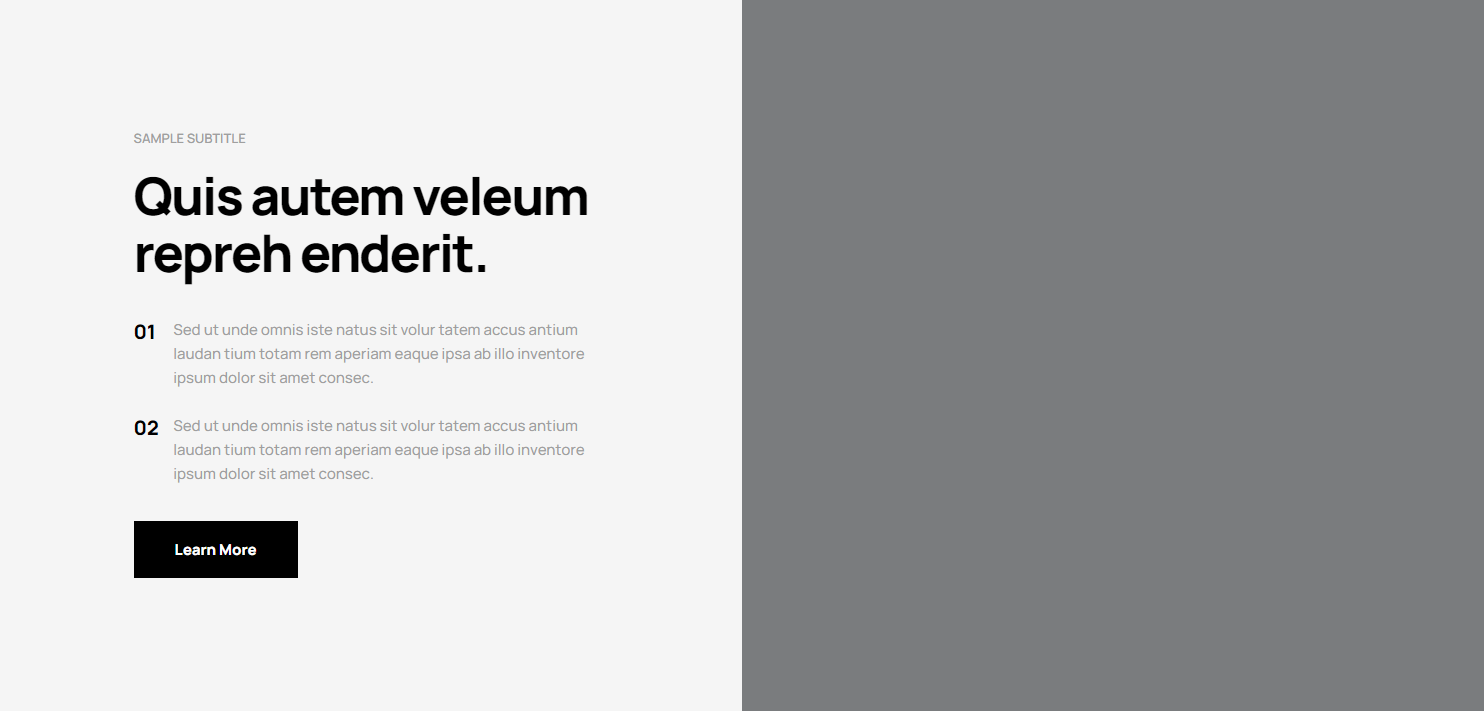 SAMPLE SUBTITLE
Quis autem veleum
repreh enderit.
01 Sed ut unde omnis iste natus sit volur tatem accus antium
laudan tium totam rem aperiam eaque ipsa ab illo inventore
ipsum dolor sit amet consec.
02 Sed ut unde omnis iste natus sit volur tatem accus antium
laudan tium totam rem aperiam eaque ipsa ab illo inventore
ipsum dolor sit amet consec.
Learn More